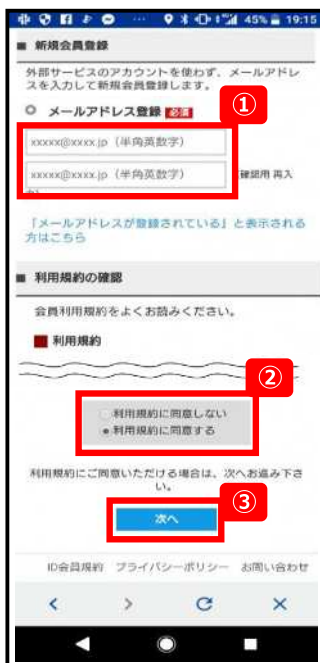 45% 19:15
■ 新規会員登録
外部サービスのアカウントを使わず、メールアドレ
スを入力して新規会員登録します。
メールアドレス登録 必須
①
xxxxx@xxxx.jp（半角英数字）
xxxxx@xxxx.jp（半角英数字）
確認用 再入
「メールアドレスが登録されている」と表示される
方はこちら
■ 利用規約の確認
会員利用規約をよくお読みください。
利用規約
②
利用規約に同意しない
利用規約に同意する
利用規約にご同意いただける場合は、次へお進み下さ
い。
③
次へ
ID会員規約 プライバシーポリシー お問い合わせ